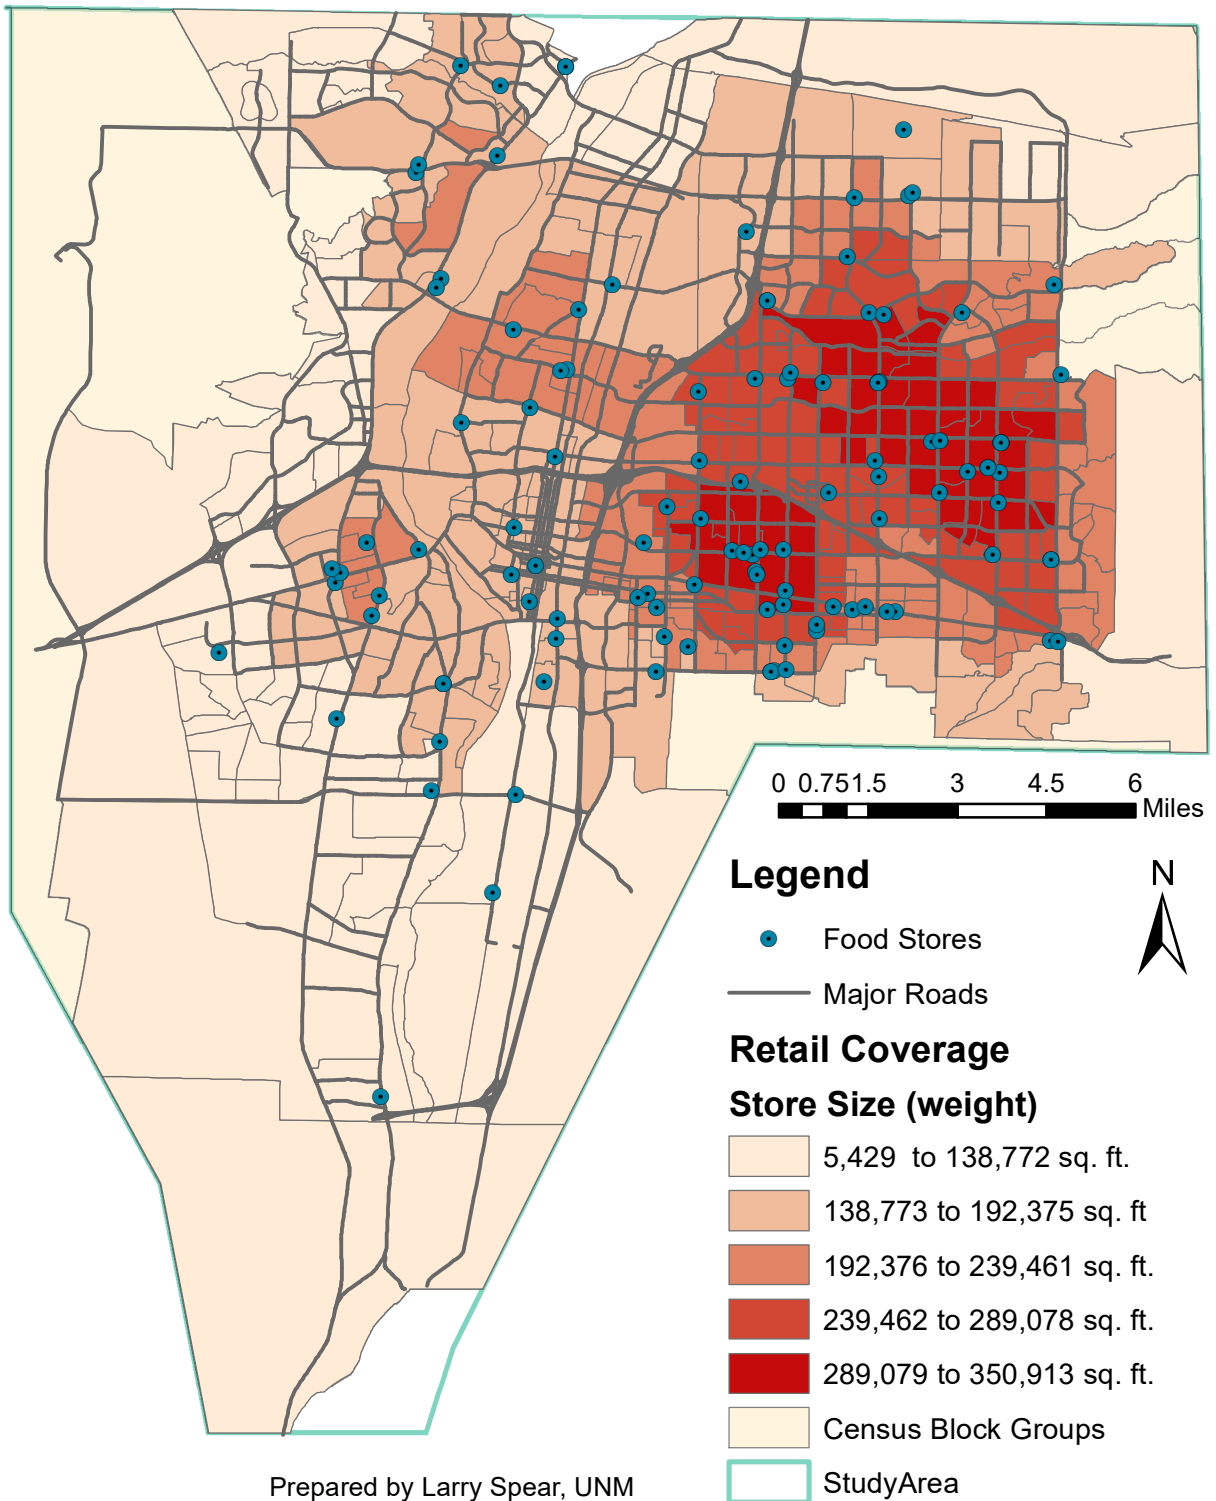 0 0.75 1.5 3 4.5 6
Miles
Legend
N
Food Stores
Major Roads
Retail Coverage
Store Size (weight)
5,429 to 138,772 sq. ft.
138,773 to 192,375 sq. ft
192,376 to 239,461 sq. ft.
239,462 to 289,078 sq. ft.
289,079 to 350,913 sq. ft.
Census Block Groups
StudyArea
Prepared by Larry Spear, UNM